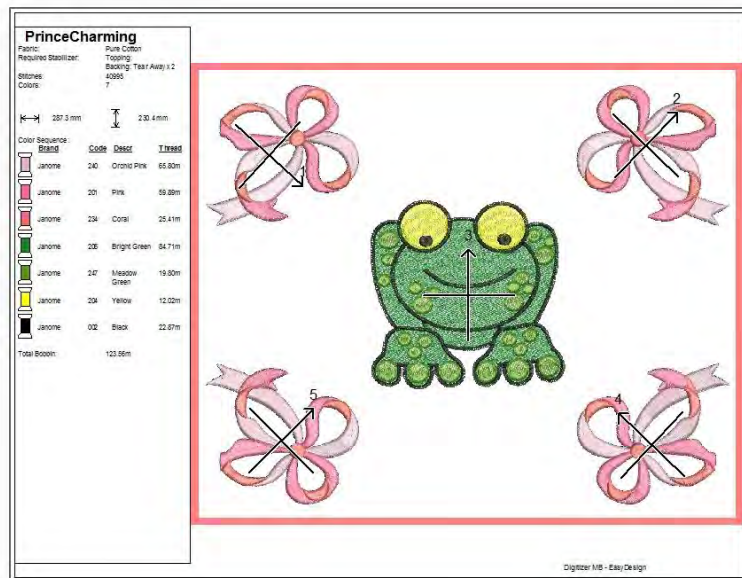 PrinceCharming
Fabric: Pure Cotton
Required Stabilizer: Topping:
Backing: Tear Away x 2
Stitches: 40995
Colors: 7
287.3 mm 230.4 mm
Color Sequence:
Brand Code Descr Thread
Janome 240 Orchid Pink 65.80m
Janome 201 Pink 59.89m
Janome 234 Coral 25.41m
Janome 206 Bright Green 84.71m
Janome 247 Meadow Green 19.80m
Janome 204 Yellow 12.02m
Janome 002 Black 22.87m
Total Bobbin: 123.56m
1
2
3
5
4
Digitizer MB - EasyDesign